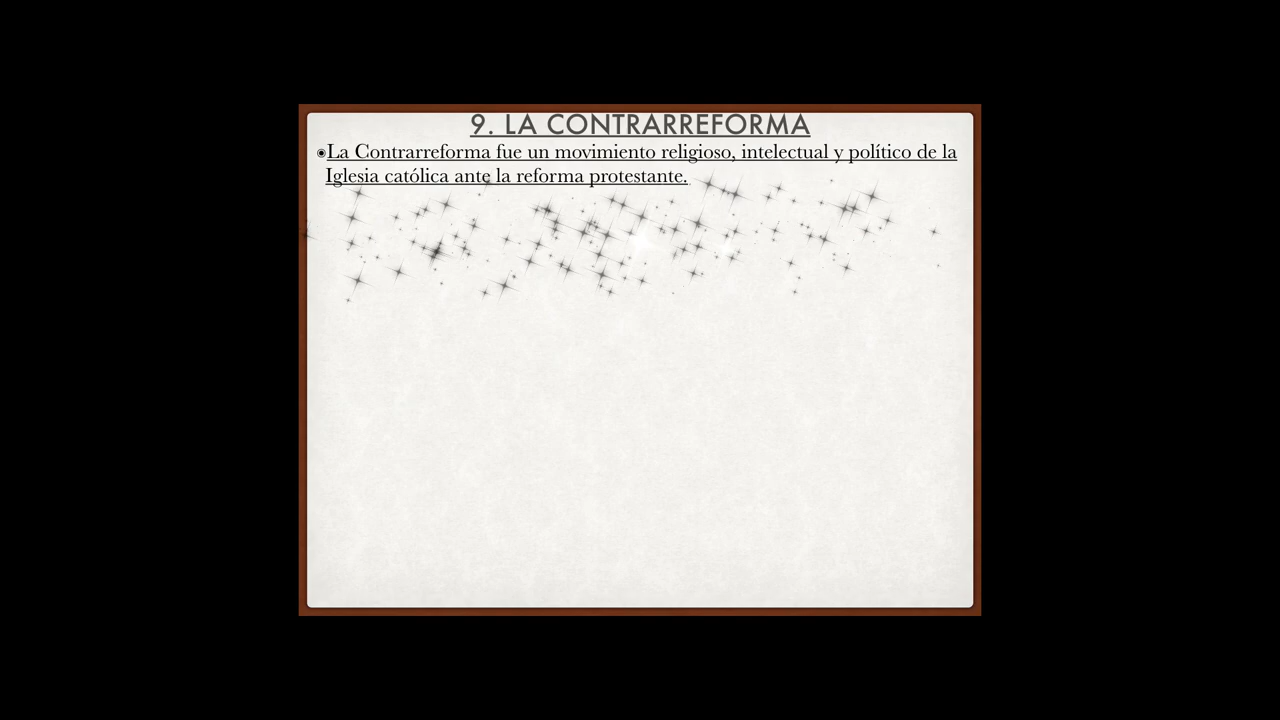 9. LA CONTRARREFORMA
◉La Contrarreforma fue un movimiento religioso, intelectual y político de la
Iglesia católica ante la reforma protestante.